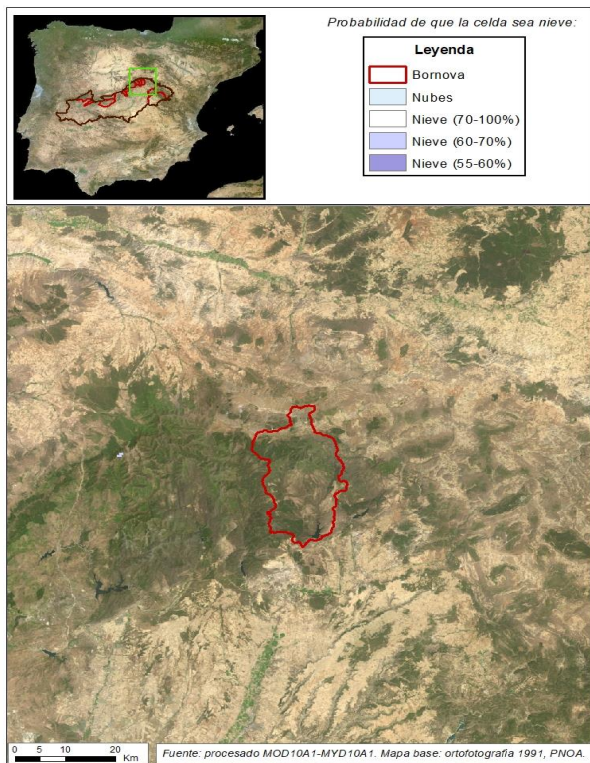 Probabilidad de que la celda sea nieve:
Leyenda
Bornova
Nubes
Nieve (70-100%)
Nieve (60-70%)
Nieve (55-60%)
0 5 10 20
Km
Fuente: procesado MOD10A1-MYD10A1. Mapa base: ortofotografía 1991, PNOA.